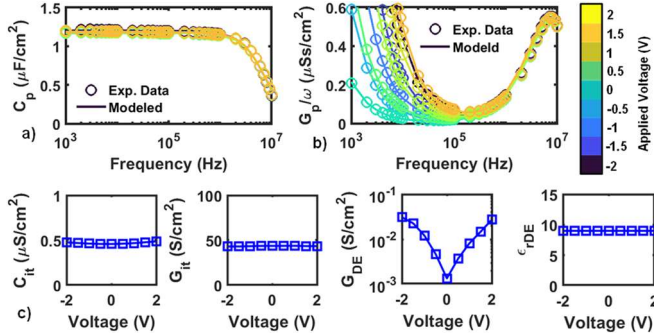 C_p (μF/cm²)
1.5
1
0.5
0
Exp. Data
Modeled
a)
10³
10⁵
10⁷
Frequency (Hz)
G_p/ω (μSs/cm²)
0.6
0.4
0.2
0
Exp. Data
Modeld
b)
10³
10⁵
10⁷
Frequency (Hz)
2
1.5
1
0.5
0
-0.5
-1
-1.5
-2
Applied Voltage (V)
C_it (μS/cm²)
1
0.5
0
-2 0 2
Voltage (V)
c)
G_it (S/cm²)
100
50
0
-2 0 2
Voltage (V)
G_DE (S/cm²)
10⁻¹
10⁻²
10⁻³
-2 0 2
Voltage (V)
ϵ_rDE
15
10
5
0
-2 0 2
Voltage (V)